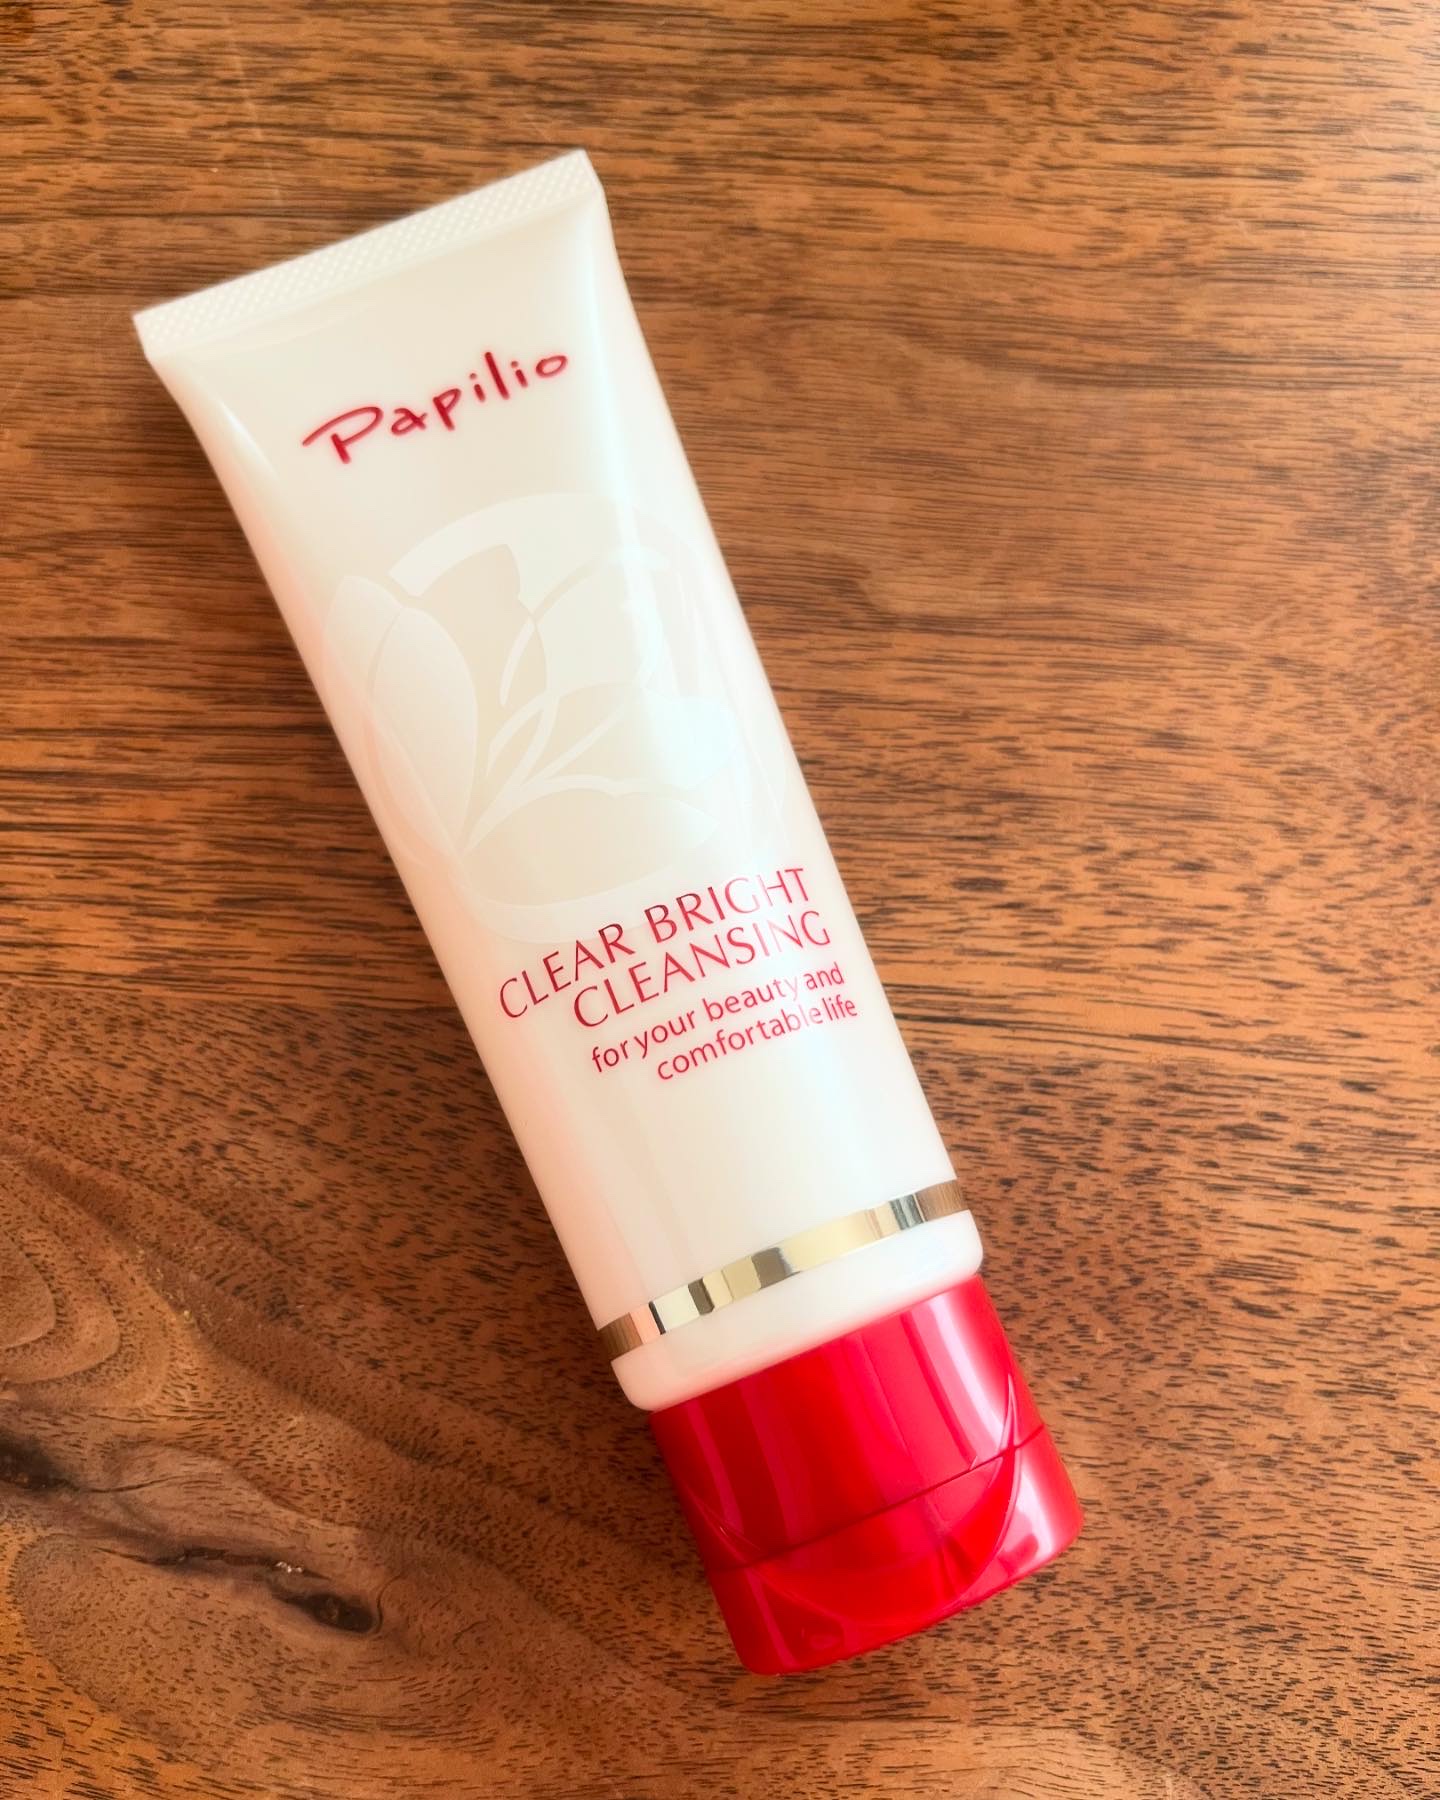 Papilio
CLEAR BRIGHT
CLEANSING
for your beauty and
comfortable life